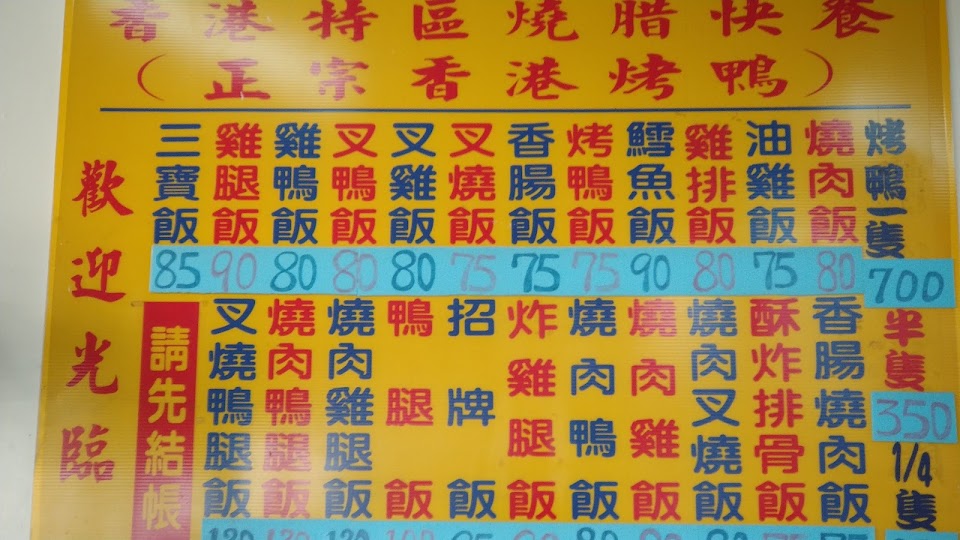 香港特區燒腊快餐
(正宗香港烤鴨)
歡迎光臨
三寶飯 85
雞腿飯 90
雞鴨飯 80
叉鴨飯 80
叉雞飯 80
叉燒飯 75
香腸飯 75
烤鴨飯 75
鱈魚飯 90
雞排飯 80
油雞飯 75
燒肉飯 80
烤鴨一隻 700
半隻 350
1/4隻
請先結帳
叉燒鴨腿飯
燒肉鴨腿飯
燒肉雞腿飯
鴨腿飯
招牌飯
炸雞腿飯
燒肉鴨飯
燒肉雞飯
燒肉叉燒飯
酥炸排骨飯
香腸燒肉飯